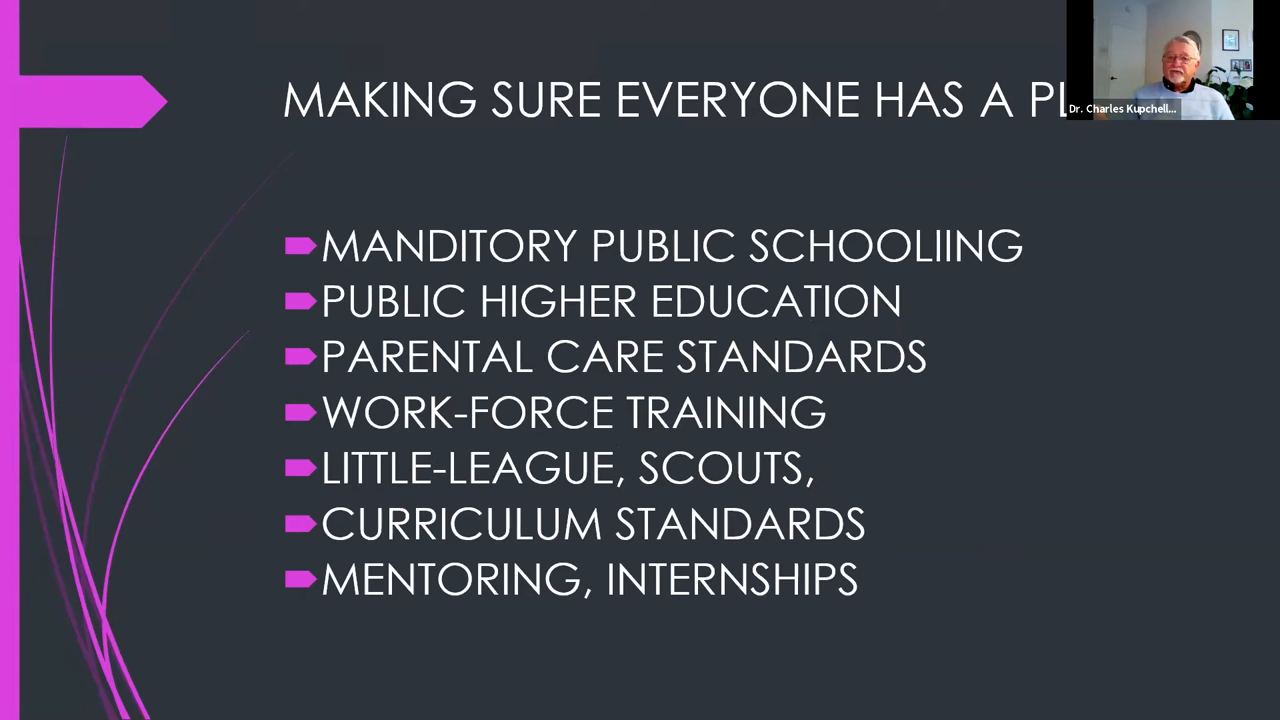 MAKING SURE EVERYONE HAS A
Dr. Charles Kupchell...
MANDITORY PUBLIC SCHOOLIING
PUBLIC HIGHER EDUCATION
PARENTAL CARE STANDARDS
WORK-FORCE TRAINING
LITTLE-LEAGUE, SCOUTS,
CURRICULUM STANDARDS
MENTORING, INTERNSHIPS